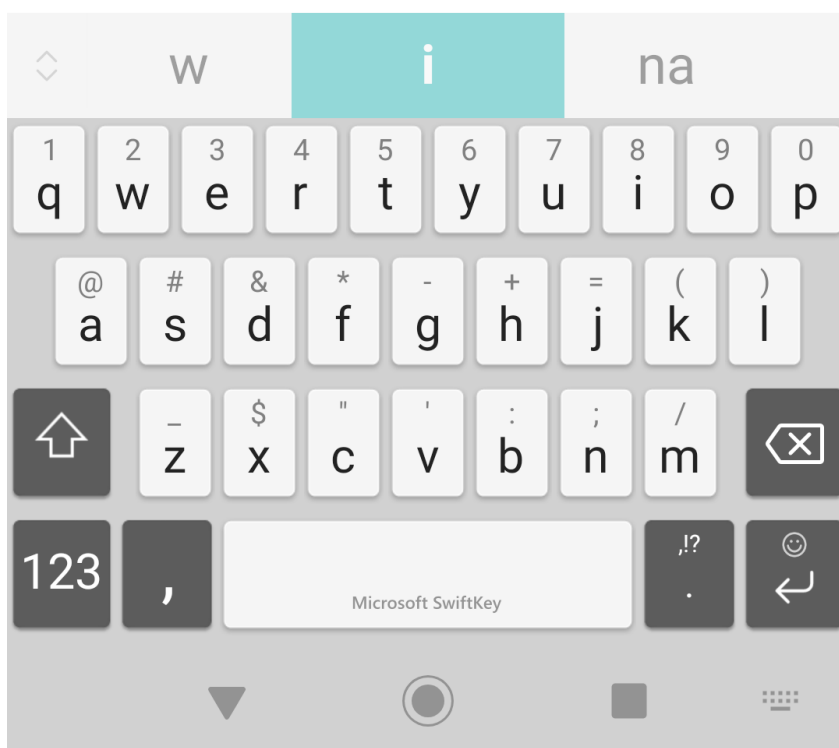 w i na
1 2 3 4 5 6 7 8 9 0
q w e r t y u i o p
@ # & * - + = ( )
a s d f g h j k l
_ $ " ' : ; /
z x c v b n m
,!?
123 , .
Microsoft SwiftKey